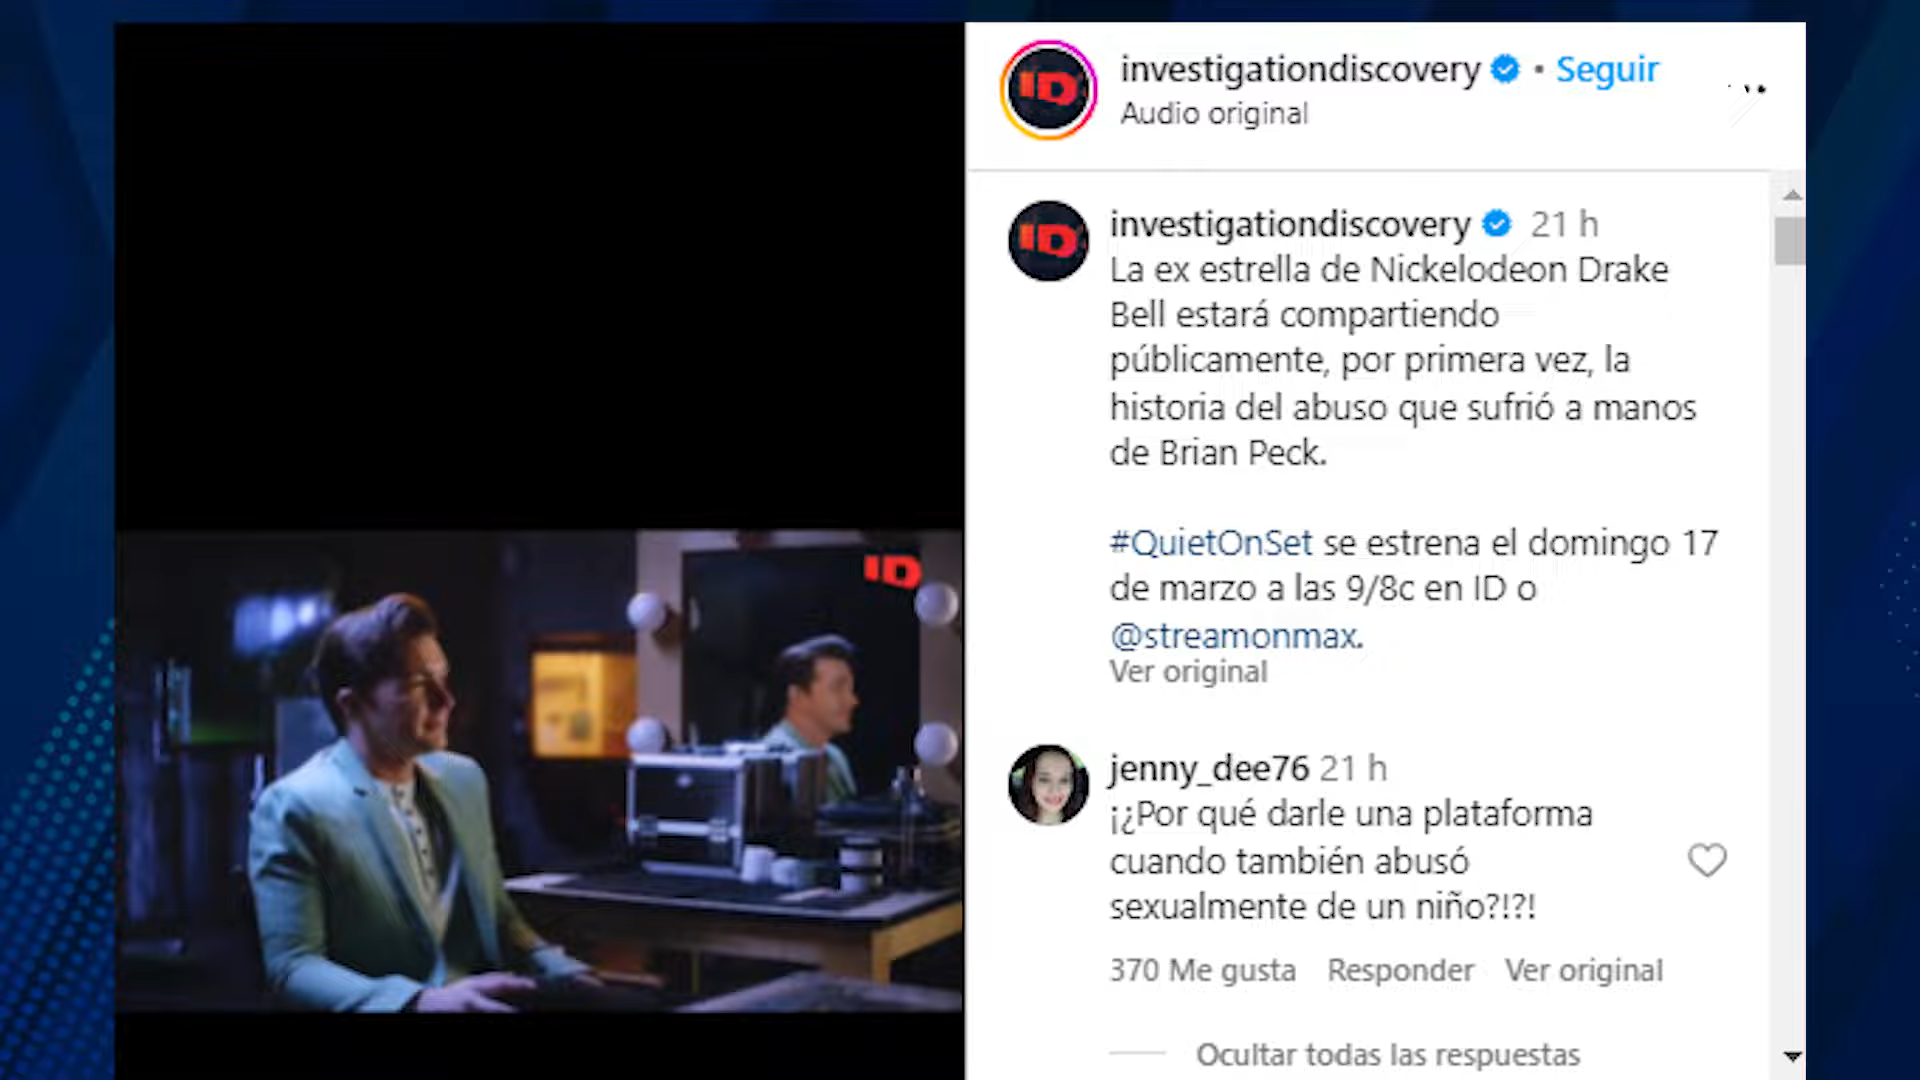 ID
investigationdiscovery • Seguir
Audio original
ID
investigationdiscovery 21 h
La ex estrella de Nickelodeon Drake
Bell estará compartiendo
públicamente, por primera vez, la
historia del abuso que sufrió a manos
de Brian Peck.
#QuietOnSet se estrena el domingo 17
de marzo a las 9/8c en ID o
@streamonmax.
Ver original
ID
jenny_dee76 21 h
¡¿Por qué darle una plataforma
cuando también abusó
sexualmente de un niño?!?!
370 Me gusta Responder Ver original
Ocultar todas las respuestas